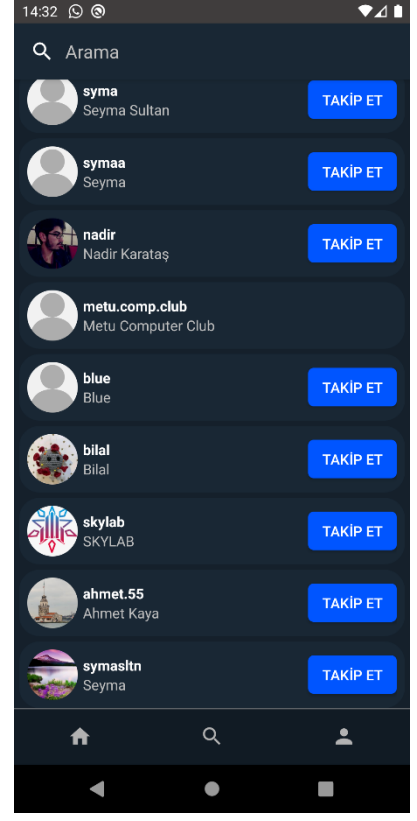 14:32
Arama
syma
Seyma Sultan
TAKİP ET
symaa
Seyma
TAKİP ET
nadir
Nadir Karataş
TAKİP ET
metu.comp.club
Metu Computer Club
blue
Blue
TAKİP ET
bilal
Bilal
TAKİP ET
skylab
SKYLAB
TAKİP ET
ahmet.55
Ahmet Kaya
TAKİP ET
symasltn
Seyma
TAKİP ET